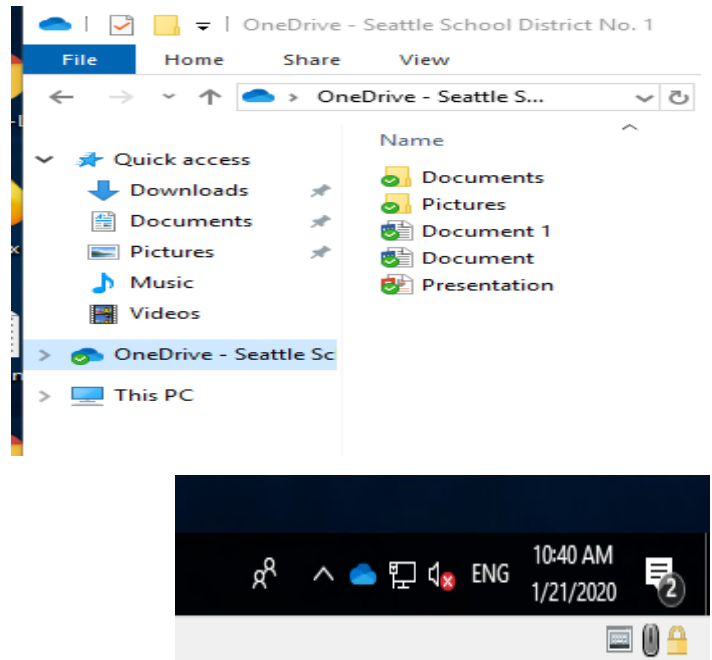 OneDrive - Seattle School District No. 1
File Home Share View
OneDrive - Seattle S...
Name
Quick access
Downloads
Documents
Pictures
Music
Videos
OneDrive - Seattle Sc
This PC
Documents
Pictures
Document 1
Document
Presentation
ENG
10:40 AM
1/21/2020
2